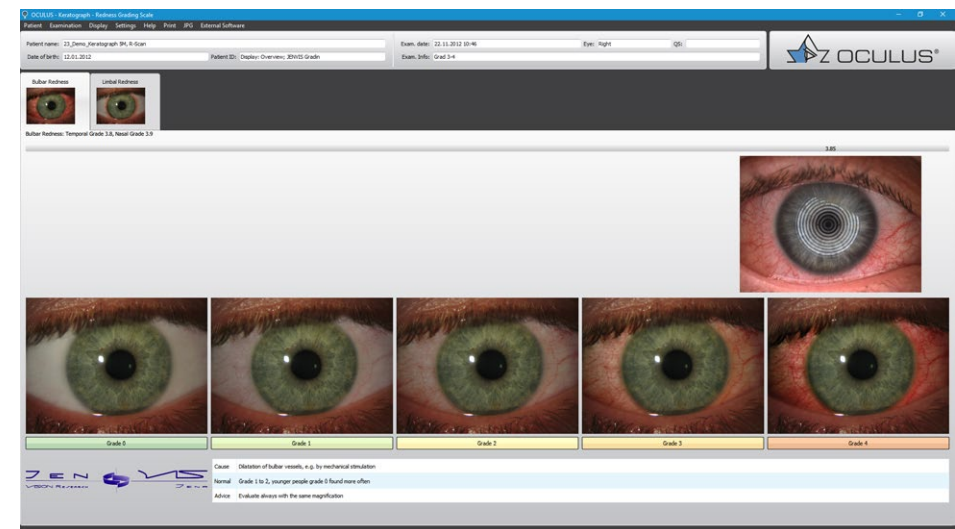 OCULUS - Keratograph - Redness Grading Scale
Patient Examination Display Settings Help Print JPG External Software
Patient name: 23_Demo_Keratograph 5M, R-Scan Exam. date: 22.11.2012 10:46 Eye: Right QS:
Date of birth: 12.01.2012 Patient ID: Display: Overview; JENVIS Gradin Exam. Info: Grad 3-4
OCULUS®
Bulbar Redness Limbal Redness
Bulbar Redness: Temporal Grade 3.8, Nasal Grade 3.9
3.85
Grade 0 Grade 1 Grade 2 Grade 3 Grade 4
JENVIS
Vision Research Jena
Cause Dilatation of bulbar vessels, e.g. by mechanical stimulation
Normal Grade 1 to 2, younger people grade 0 found more often
Advice Evaluate always with the same magnification